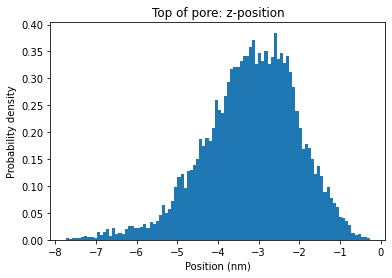 Top of pore: z-position
0.40
0.35
0.30
0.25
0.20
0.15
0.10
0.05
0.00
Probability density
−8 −7 −6 −5 −4 −3 −2 −1 0
Position (nm)